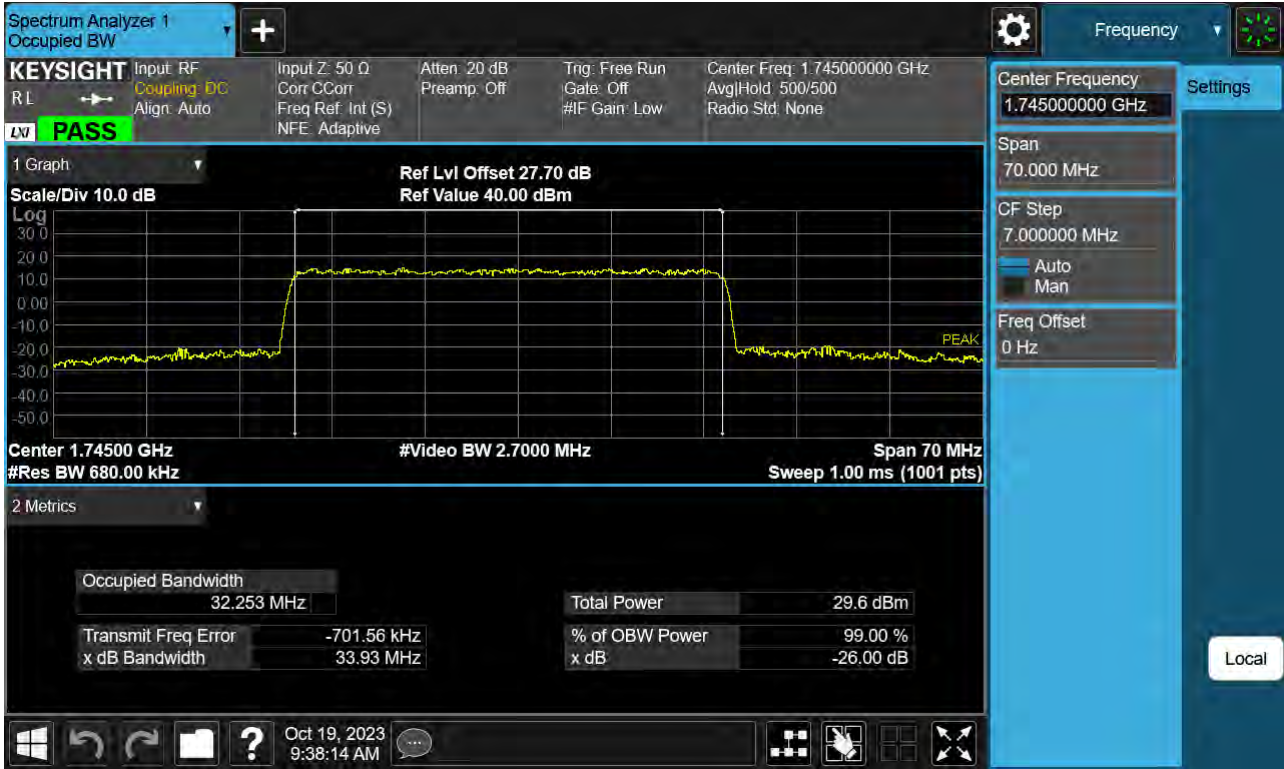 Spectrum Analyzer 1
Occupied BW
+
Frequency
KEYSIGHT
R L
LXI
PASS
Input: RF
Coupling: DC
Align: Auto
Input Z: 50 Ω
Corr CCorr
Freq Ref: Int (S)
NFE: Adaptive
Atten: 20 dB
Preamp: Off
Trig: Free Run
Gate: Off
#IF Gain: Low
Center Freq: 1.745000000 GHz
Avg|Hold: 500/500
Radio Std: None
1 Graph
Scale/Div 10.0 dB
Ref Lvl Offset 27.70 dB
Ref Value 40.00 dBm
Log
30.0
20.0
10.0
0.00
-10.0
-20.0
-30.0
-40.0
-50.0
PEAK
Center 1.74500 GHz
#Res BW 680.00 kHz
#Video BW 2.7000 MHz
Span 70 MHz
Sweep 1.00 ms (1001 pts)
2 Metrics
Occupied Bandwidth
32.253 MHz
Total Power 29.6 dBm
Transmit Freq Error -701.56 kHz
% of OBW Power 99.00 %
x dB Bandwidth 33.93 MHz
x dB -26.00 dB
Center Frequency
1.745000000 GHz
Settings
Span
70.000 MHz
CF Step
7.000000 MHz
Auto
Man
Freq Offset
0 Hz
Local
?
Oct 19, 2023
9:38:14 AM